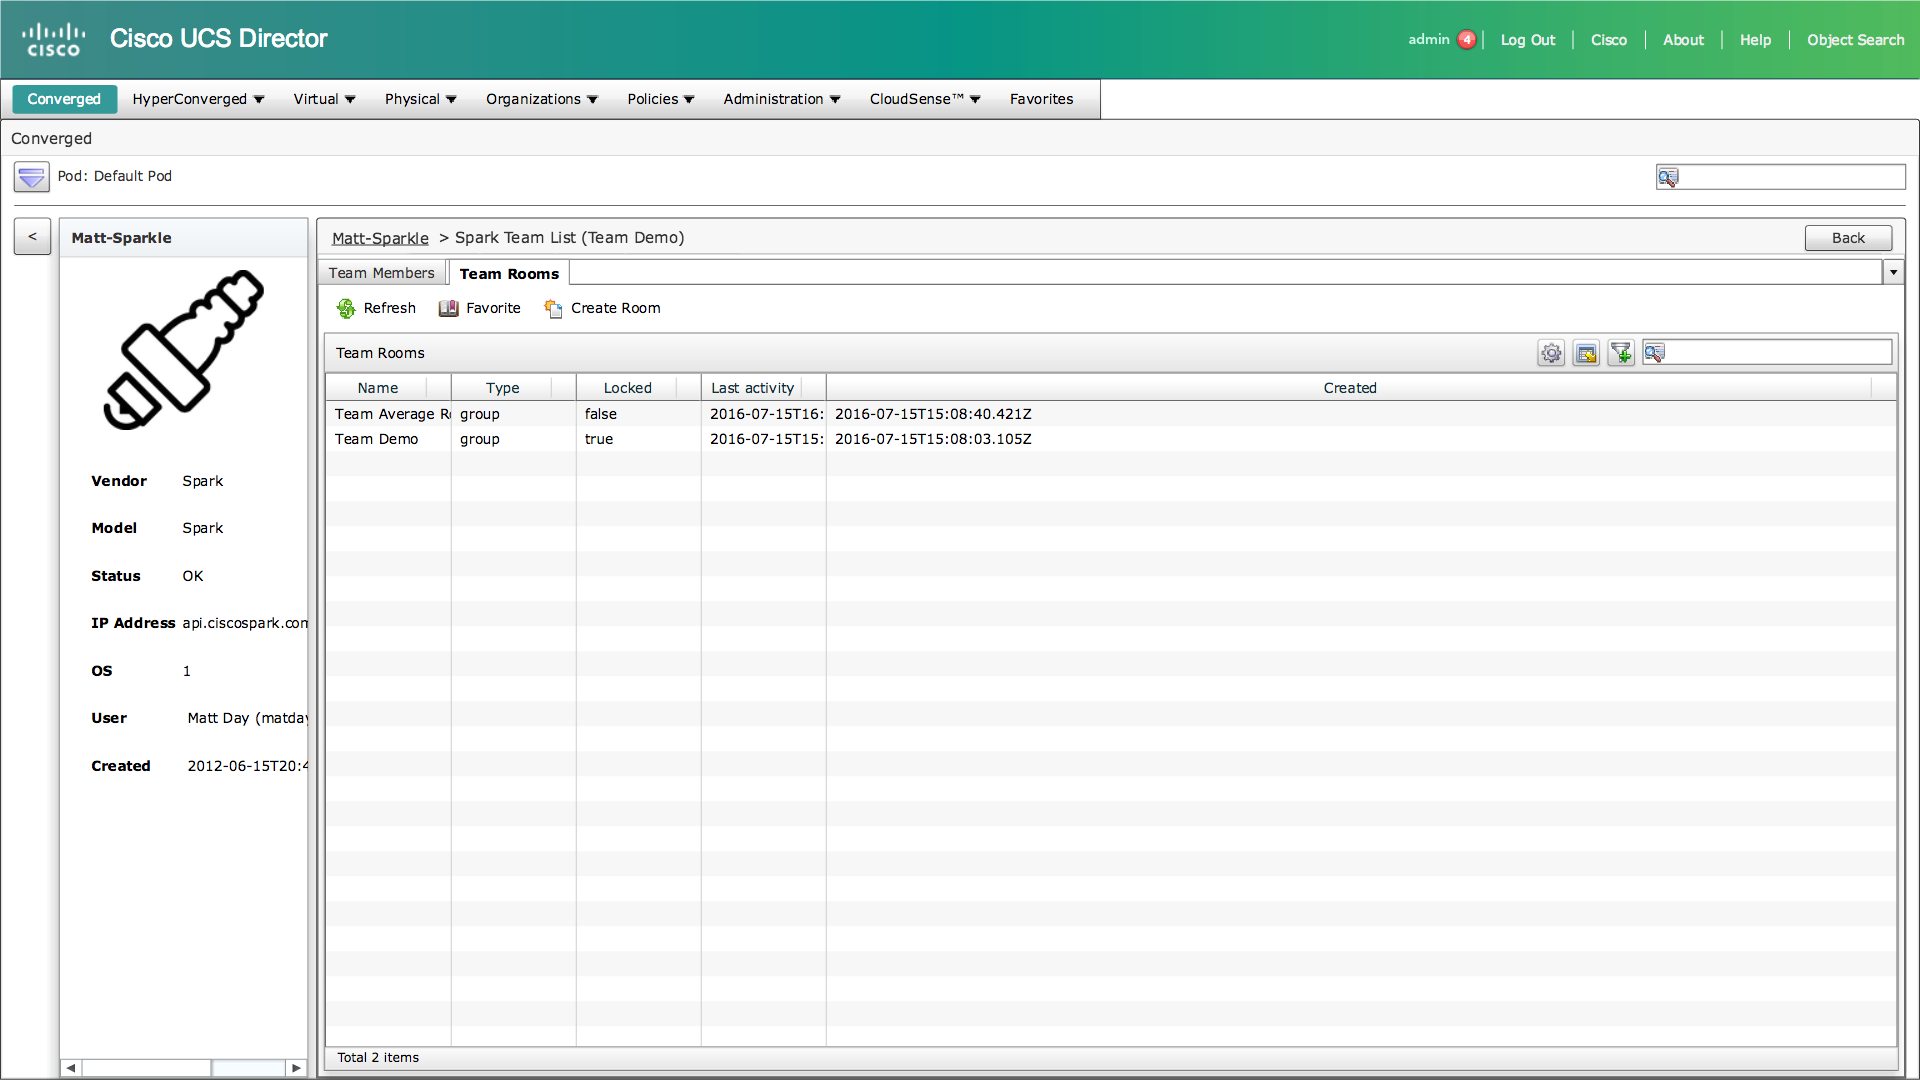 CISCO
Cisco UCS Director
admin 4 Log Out Cisco About Help Object Search
Converged HyperConverged Virtual Physical Organizations Policies Administration CloudSense™ Favorites
Converged
Pod: Default Pod
<
Matt-Sparkle
Matt-Sparkle > Spark Team List (Team Demo)
Back
Team Members Team Rooms
Refresh Favorite Create Room
Team Rooms
Name Type Locked Last activity Created
Team Average Ro group false 2016-07-15T16: 2016-07-15T15:08:40.421Z
Team Demo group true 2016-07-15T15: 2016-07-15T15:08:03.105Z
Vendor Spark
Model Spark
Status OK
IP Address api.ciscospark.com
OS 1
User Matt Day (matday
Created 2012-06-15T20:4
Total 2 items